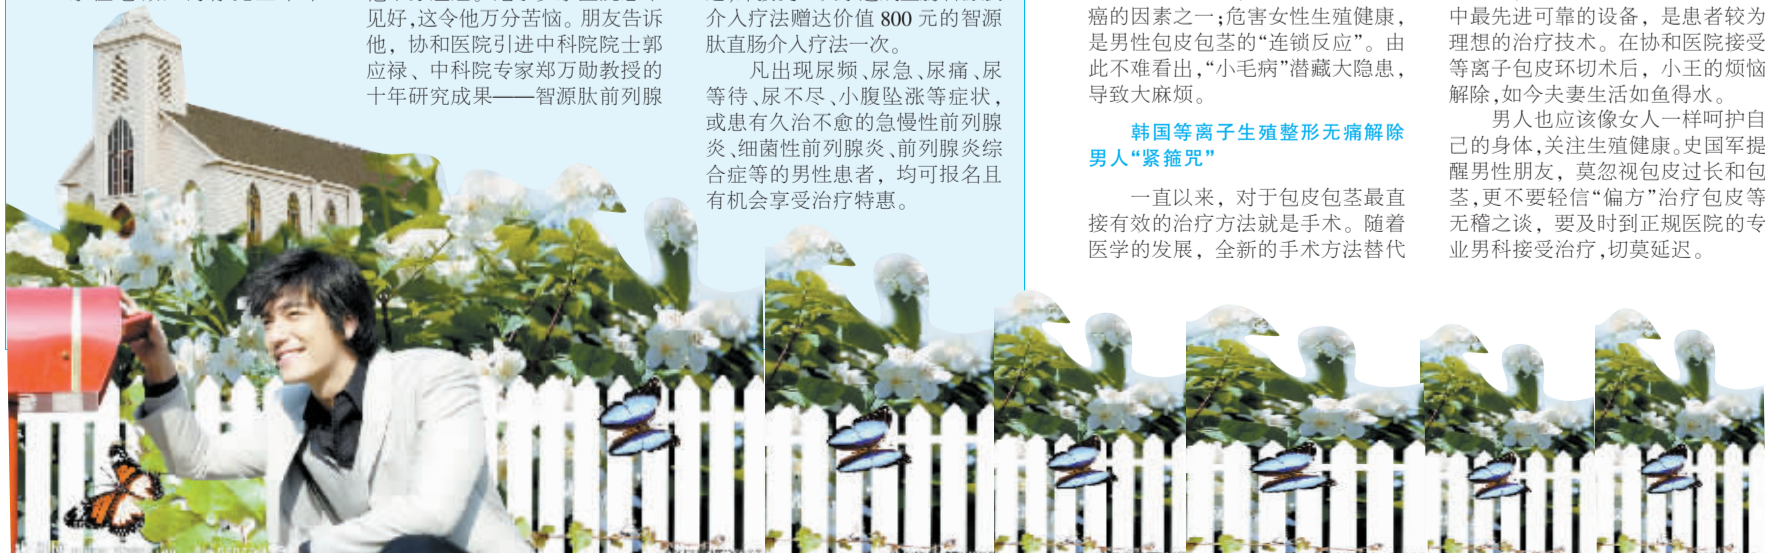 见好,这令他万分苦恼。朋友告诉
他，协和医院引进中科院院士郭
应禄、中科院专家郑万勋教授的
十年研究成果——智源肽前列腺
介入疗法赠达价值 800 元的智源
肽直肠介入疗法一次。
凡出现尿频、尿急、尿痛、尿
等待、尿不尽、小腹坠涨等症状，
或患有久治不愈的急慢性前列腺
炎、细菌性前列腺炎、前列腺炎综
合症等的男性患者，均可报名且
有机会享受治疗特惠。
癌的因素之一;危害女性生殖健康，
是男性包皮包茎的“连锁反应”。由
此不难看出,“小毛病”潜藏大隐患，
导致大麻烦。
韩国等离子生殖整形无痛解除
男人“紧箍咒”
一直以来，对于包皮包茎最直
接有效的治疗方法就是手术。随着
医学的发展，全新的手术方法替代
中最先进可靠的设备，是患者较为
理想的治疗技术。在协和医院接受
等离子包皮环切术后，小王的烦恼
解除,如今夫妻生活如鱼得水。
男人也应该像女人一样呵护自
己的身体,关注生殖健康。史国军提
醒男性朋友，莫忽视包皮过长和包
茎,更不要轻信“偏方”治疗包皮等
无稽之谈，要及时到正规医院的专
业男科接受治疗,切莫延迟。